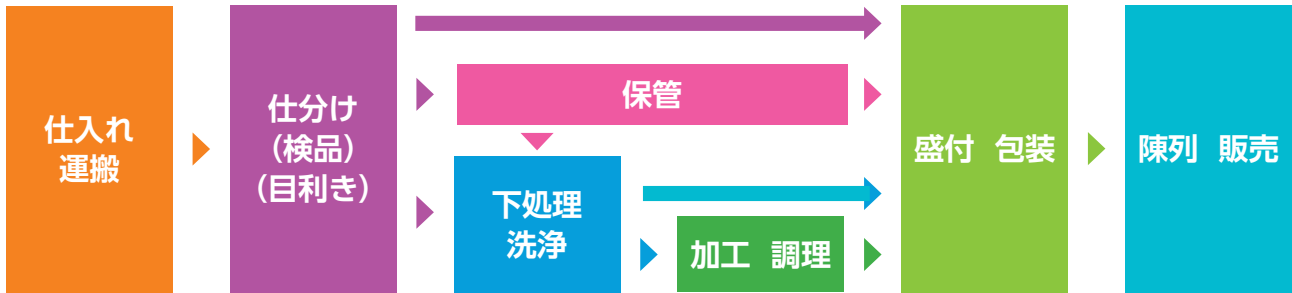 仕入れ
運搬
仕分け
（検品）
（目利き）
保管
下処理
洗浄
加工 調理
盛付 包装
陳列 販売